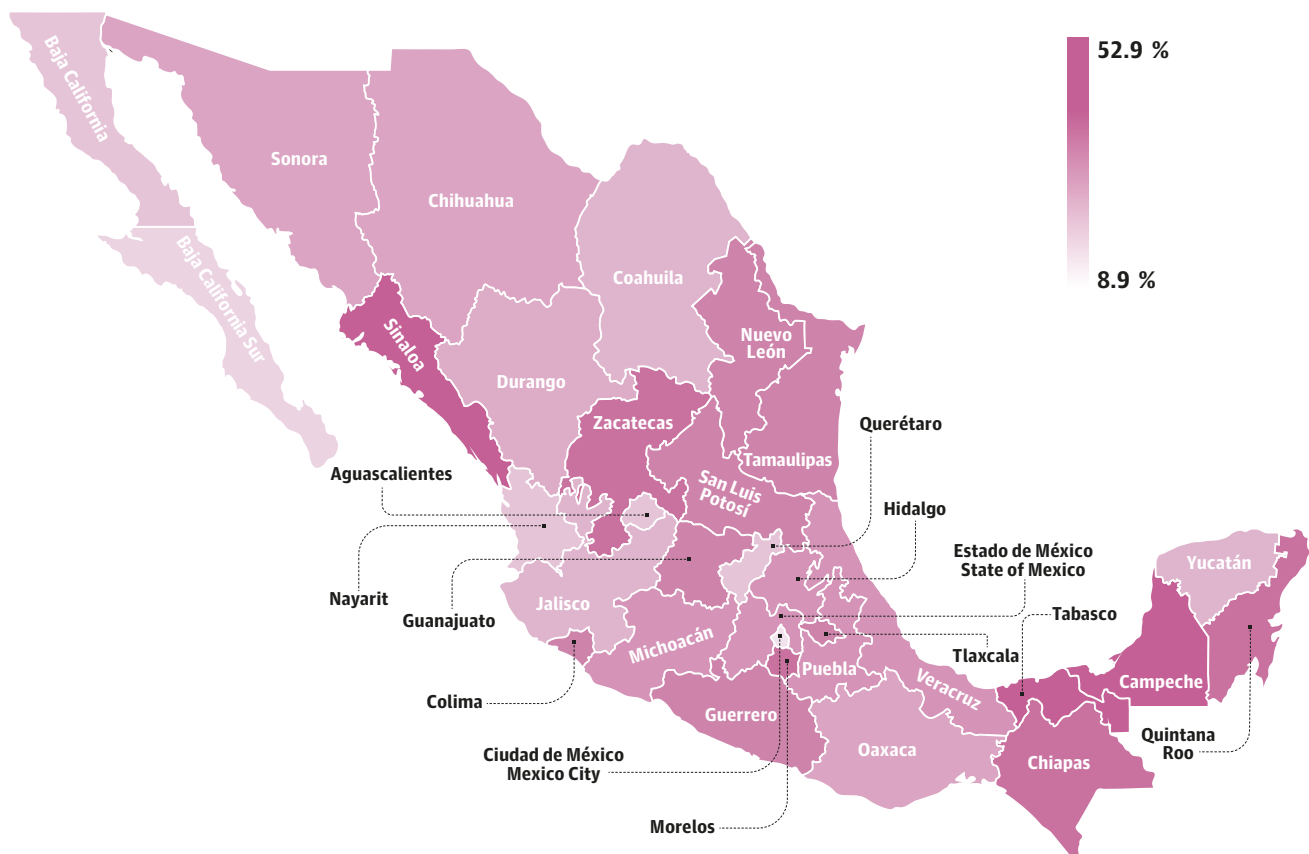 52.9 %
8.9 %
Baja California
Sonora
Chihuahua
Coahuila
Baja California Sur
Sinaloa
Nuevo
León
Durango
Zacatecas
Querétaro
Tamaulipas
Aguascalientes
San Luis
Potosí
Hidalgo
Estado de México
State of Mexico
Yucatán
Nayarit
Jalisco
Guanajuato
Tabasco
Michoacán
Tlaxcala
Puebla
Veracruz
Campeche
Colima
Guerrero
Quintana
Roo
Ciudad de México
Mexico City
Oaxaca
Chiapas
Morelos